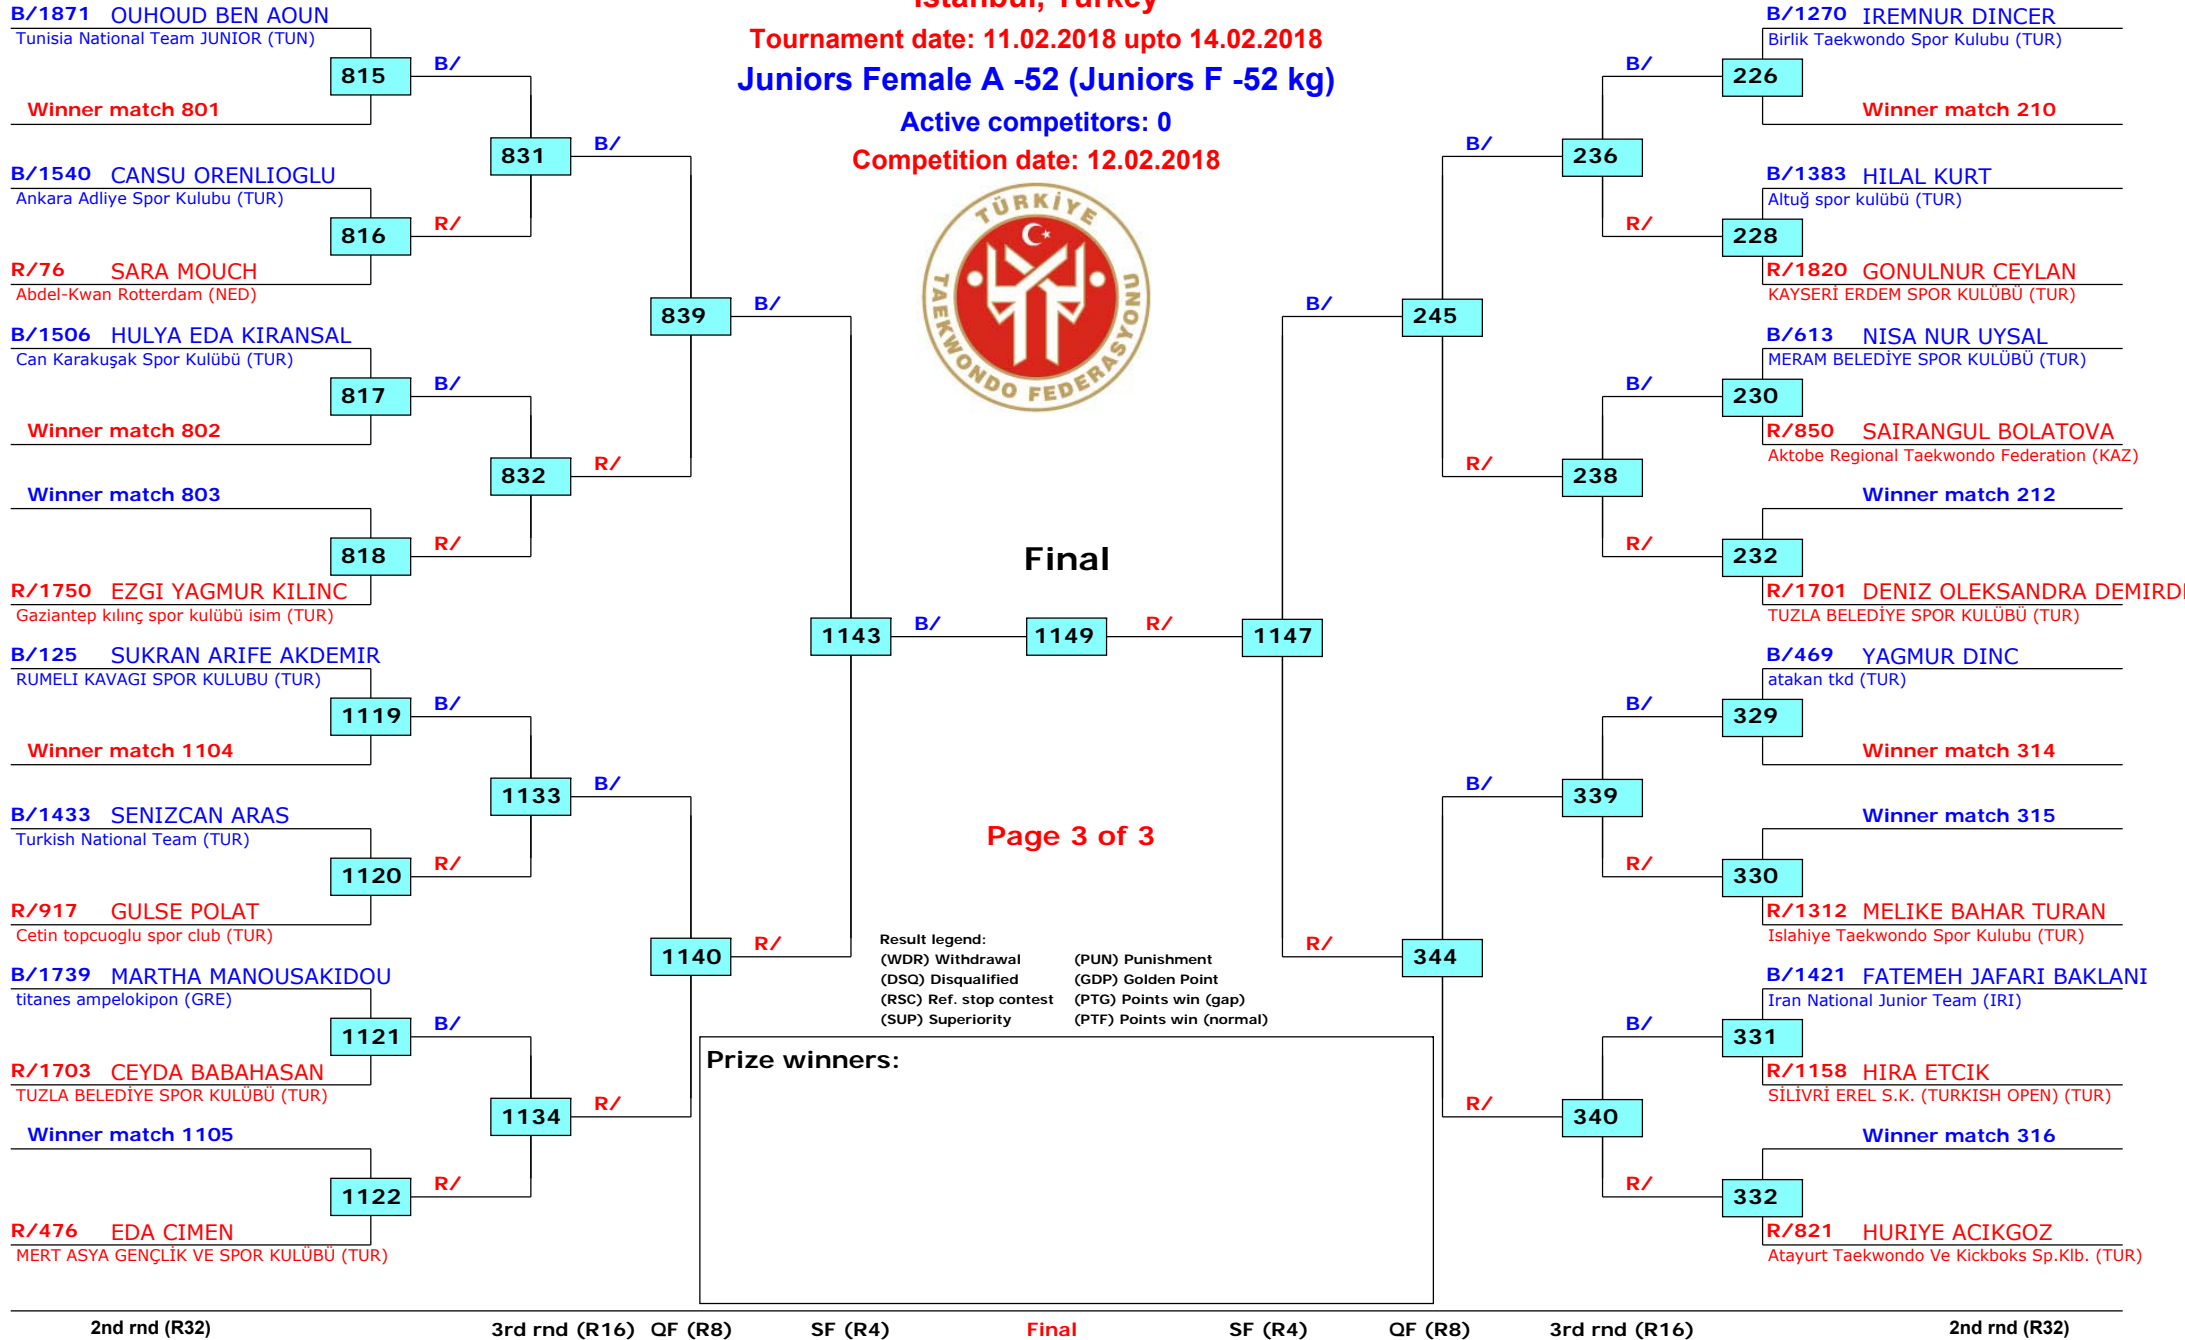 Istanbul, Turkey
Tournament date: 11.02.2018 upto 14.02.2018
Juniors Female A -52 (Juniors F -52 kg)
Active competitors: 0
Competition date: 12.02.2018
TÜRKİYE
TAEKWONDO FEDERASYONU
B/1871 OUHOUD BEN AOUN
Tunisia National Team JUNIOR (TUN)
815 B/
Winner match 801
831 B/
B/1540 CANSU ORENLIOGLU
Ankara Adliye Spor Kulubu (TUR)
816 R/
R/76 SARA MOUCH
Abdel-Kwan Rotterdam (NED)
839 B/
B/1506 HULYA EDA KIRANSAL
Can Karakuşak Spor Kulübü (TUR)
817 B/
Winner match 802
832 R/
Winner match 803
818 R/
R/1750 EZGI YAGMUR KILINC
Gaziantep kılınç spor kulübü isim (TUR)
1143 B/
B/125 SUKRAN ARIFE AKDEMIR
RUMELI KAVAGI SPOR KULUBU (TUR)
1119 B/
Winner match 1104
1133 B/
B/1433 SENIZCAN ARAS
Turkish National Team (TUR)
1120 R/
R/917 GULSE POLAT
Cetin topcuoglu spor club (TUR)
1140 R/
B/1739 MARTHA MANOUSAKIDOU
titanes ampelokipon (GRE)
1121 B/
R/1703 CEYDA BABAHASAN
TUZLA BELEDİYE SPOR KULÜBÜ (TUR)
1134 R/
Winner match 1105
1122 R/
R/476 EDA CIMEN
MERT ASYA GENÇLİK VE SPOR KULÜBÜ (TUR)
Final
1149
R/ 1147
Page 3 of 3
B/1270 IREMNUR DINCER
Birlik Taekwondo Spor Kulubu (TUR)
B/ 226
Winner match 210
B/ 236
B/1383 HILAL KURT
Altuğ spor kulübü (TUR)
R/ 228
R/1820 GONULNUR CEYLAN
KAYSERİ ERDEM SPOR KULÜBÜ (TUR)
B/ 245
B/613 NISA NUR UYSAL
MERAM BELEDİYE SPOR KULÜBÜ (TUR)
B/ 230
R/850 SAIRANGUL BOLATOVA
Aktobe Regional Taekwondo Federation (KAZ)
R/ 238
Winner match 212
R/ 232
R/1701 DENIZ OLEKSANDRA DEMIRD
TUZLA BELEDİYE SPOR KULÜBÜ (TUR)
B/469 YAGMUR DINC
atakan tkd (TUR)
B/ 329
Winner match 314
B/ 339
Winner match 315
R/ 330
R/1312 MELIKE BAHAR TURAN
Islahiye Taekwondo Spor Kulubu (TUR)
R/ 344
B/1421 FATEMEH JAFARI BAKLANI
Iran National Junior Team (IRI)
B/ 331
R/1158 HIRA ETCIK
SİLİVRİ EREL S.K. (TURKISH OPEN) (TUR)
R/ 340
Winner match 316
R/ 332
R/821 HURIYE ACIKGOZ
Atayurt Taekwondo Ve Kickboks Sp.Klb. (TUR)
Result legend:
(WDR) Withdrawal (PUN) Punishment
(DSQ) Disqualified (GDP) Golden Point
(RSC) Ref. stop contest (PTG) Points win (gap)
(SUP) Superiority (PTF) Points win (normal)
Prize winners:
2nd rnd (R32) 3rd rnd (R16) QF (R8) SF (R4) Final SF (R4) QF (R8) 3rd rnd (R16) 2nd rnd (R32)